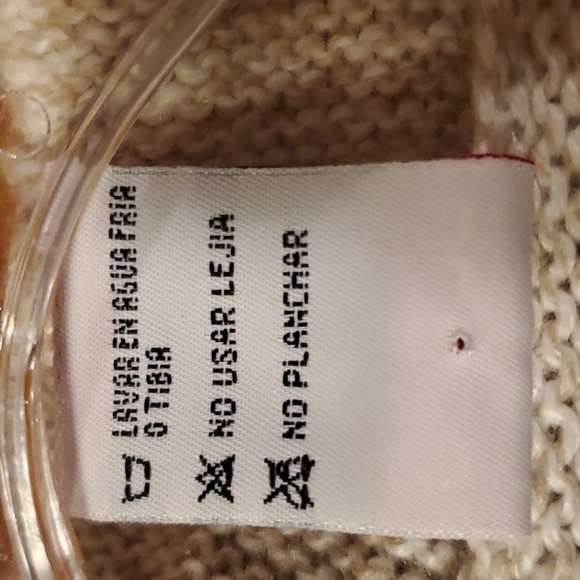 LAVAR EN AGUA FRIA
O TIBIA
NO USAR LEJIA
NO PLANCHAR